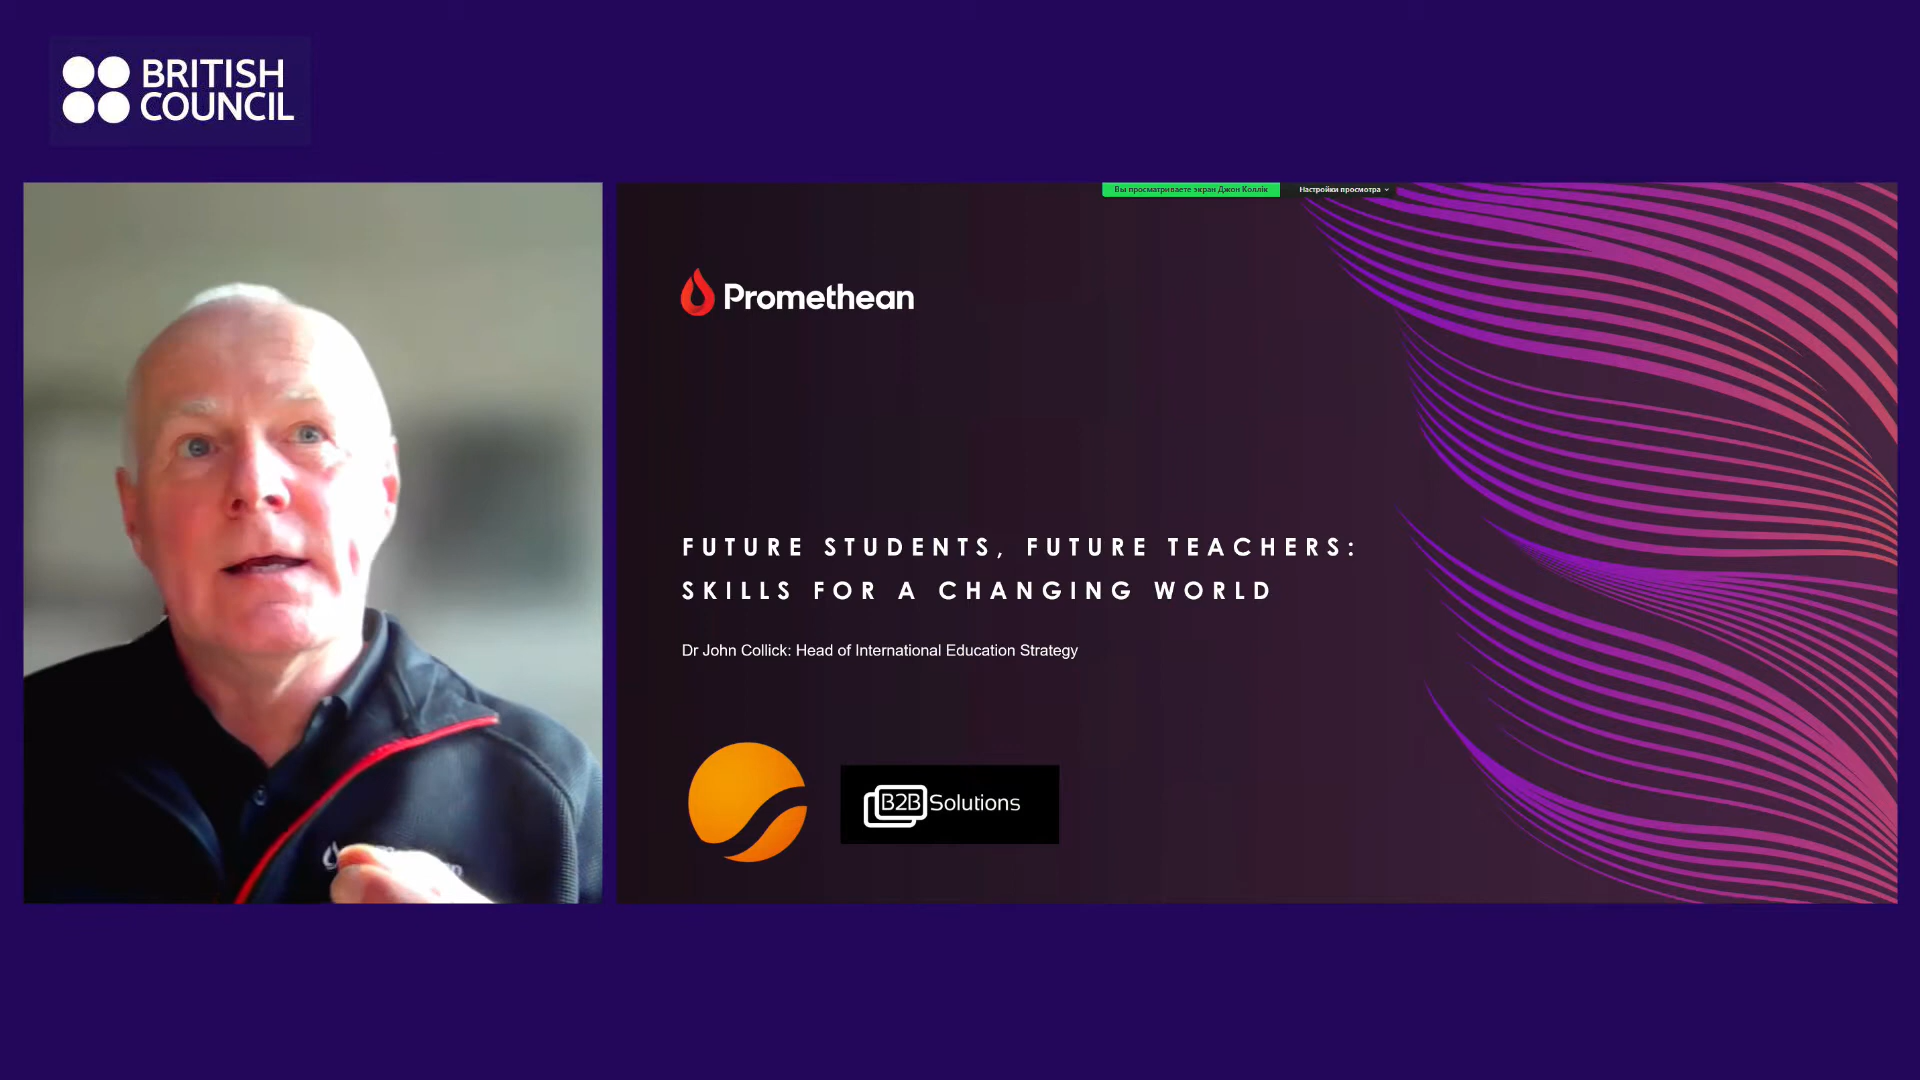 BRITISH
COUNCIL
Вы просматриваете экран Джон Коллік
Настройки просмотра
Promethean
FUTURE STUDENTS, FUTURE TEACHERS:
SKILLS FOR A CHANGING WORLD
Dr John Collick: Head of International Education Strategy
B2B Solutions